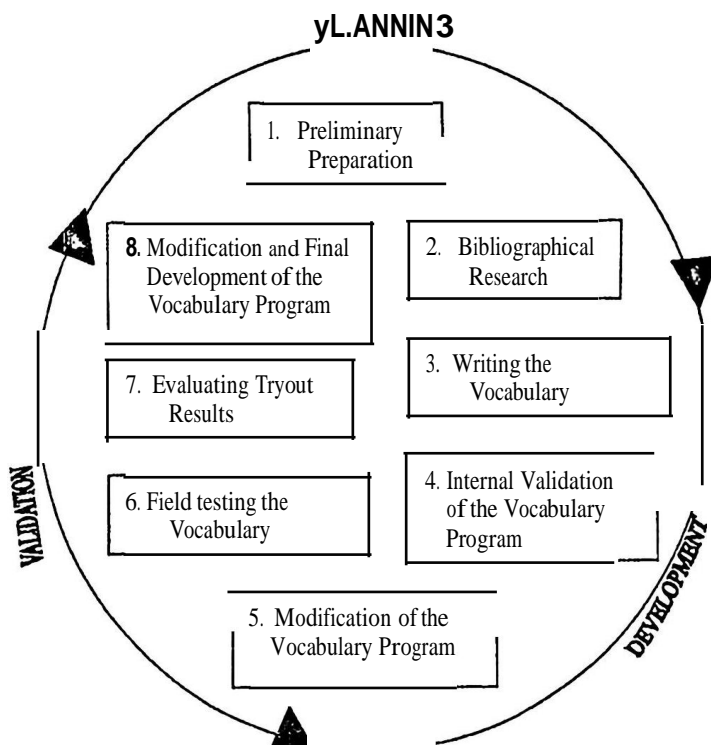 yL.ANNIN3
1. Preliminary
Preparation
2. Bibliographical
Research
3. Writing the
Vocabulary
4. Internal Validation
of the Vocabulary
Program
5. Modification of the
Vocabulary Program
6. Field testing the
Vocabulary
7. Evaluating Tryout
Results
8. Modification and Final
Development of the
Vocabulary Program
VALIDATION
DEVELOPMENT